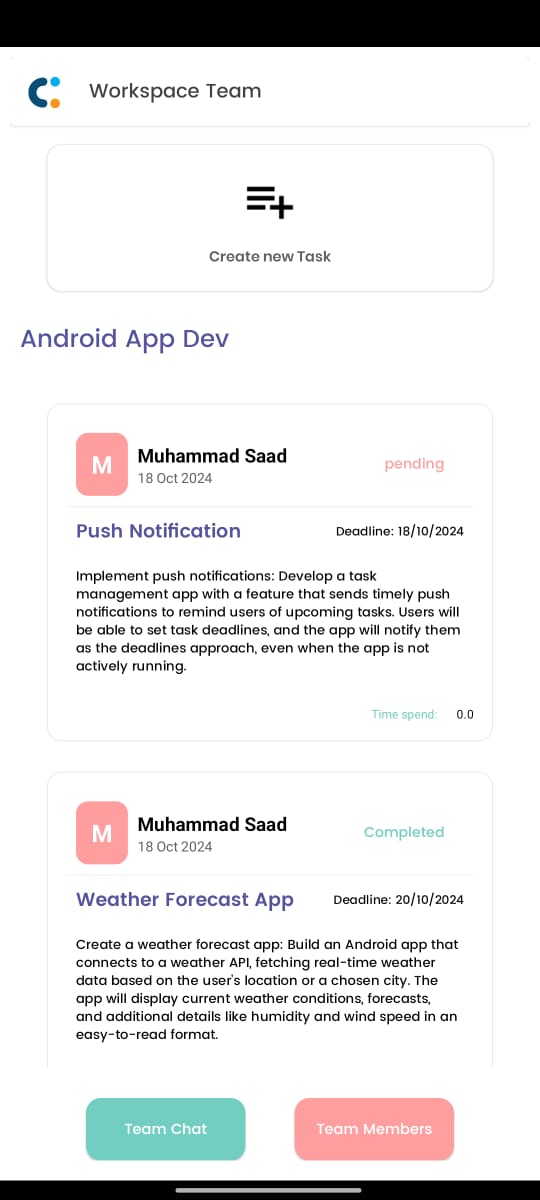 Workspace Team
Create new Task
Android App Dev
M
Muhammad Saad
18 Oct 2024
pending
Push Notification
Deadline: 18/10/2024
Implement push notifications: Develop a task
management app with a feature that sends timely push
notifications to remind users of upcoming tasks. Users will
be able to set task deadlines, and the app will notify them
as the deadlines approach, even when the app is not
actively running.
Time spend: 0.0
M
Muhammad Saad
18 Oct 2024
Completed
Weather Forecast App
Deadline: 20/10/2024
Create a weather forecast app: Build an Android app that
connects to a weather API, fetching real-time weather
data based on the user's location or a chosen city. The
app will display current weather conditions, forecasts,
and additional details like humidity and wind speed in an
easy-to-read format.
Team Chat
Team Members